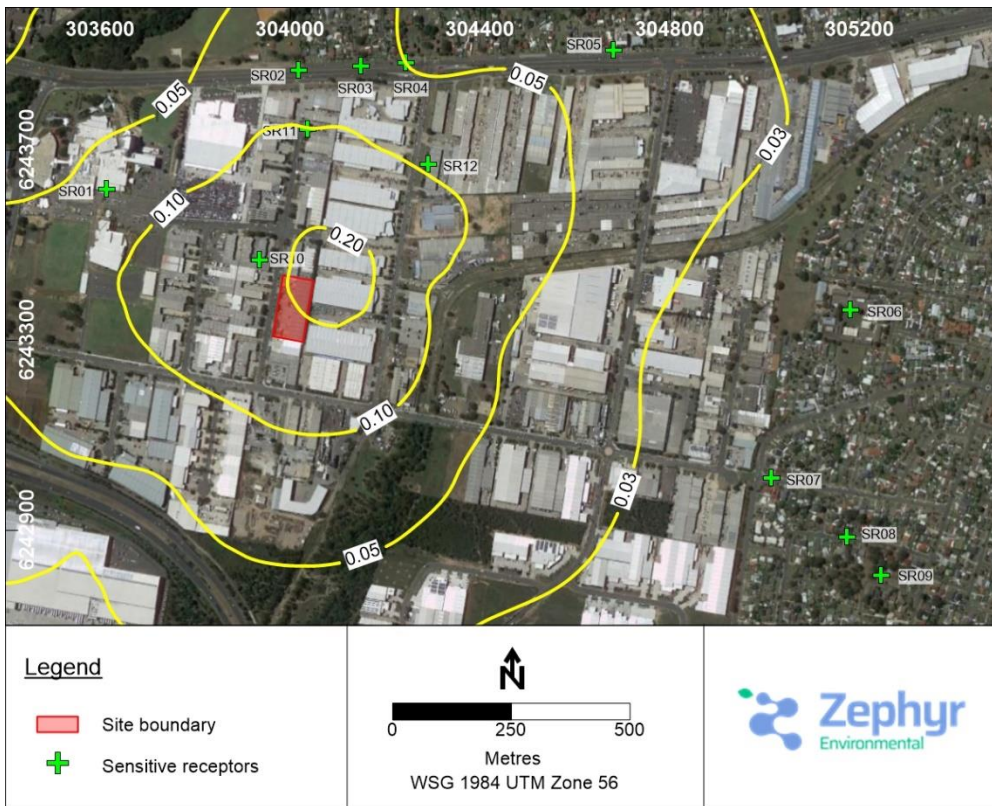 303600 304000 304400 304800 305200
SR05
SR02
SR03
SR04
0.05
0.05
0.03
SR11
6243700
SR12
SR01
0.10
0.20
SR10
SR06
6243300
0.10
SR07
0.03
6242900
SR08
0.05
SR09
Legend
Site boundary
Sensitive receptors
N
0 250 500
Metres
WSG 1984 UTM Zone 56
Zephyr
Environmental